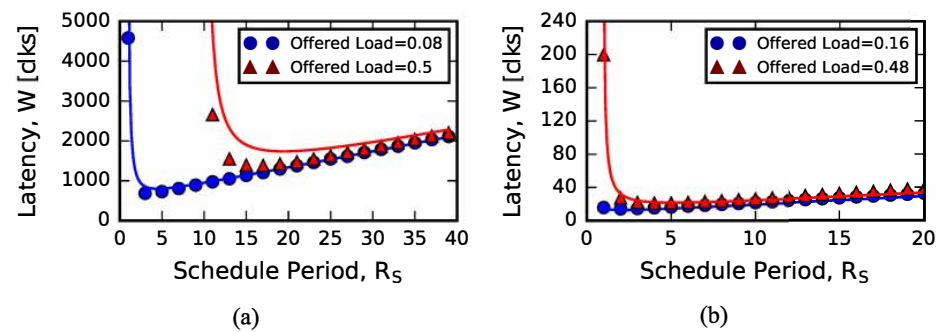 5000
4000
3000
2000
1000
0
0 5 10 15 20 25 30 35 40
Latency, W [clks]
Schedule Period, R_S
Offered Load=0.08
Offered Load=0.5
(a)
240
200
160
120
80
40
0
0 5 10 15 20
Latency, W [clks]
Schedule Period, R_S
Offered Load=0.16
Offered Load=0.48
(b)